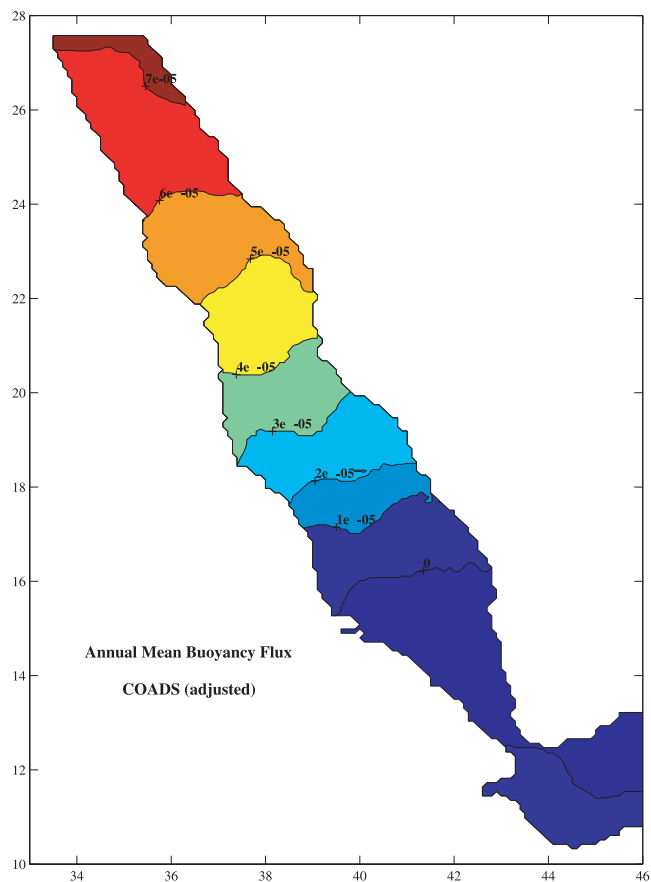 28
7e-05
26
6e -05
24
5e -05
22
4e -05
20
3e -05
2e -05
18
1e -05
0
16
Annual Mean Buoyancy Flux
14
COADS (adjusted)
12
10
34 36 38 40 42 44 46